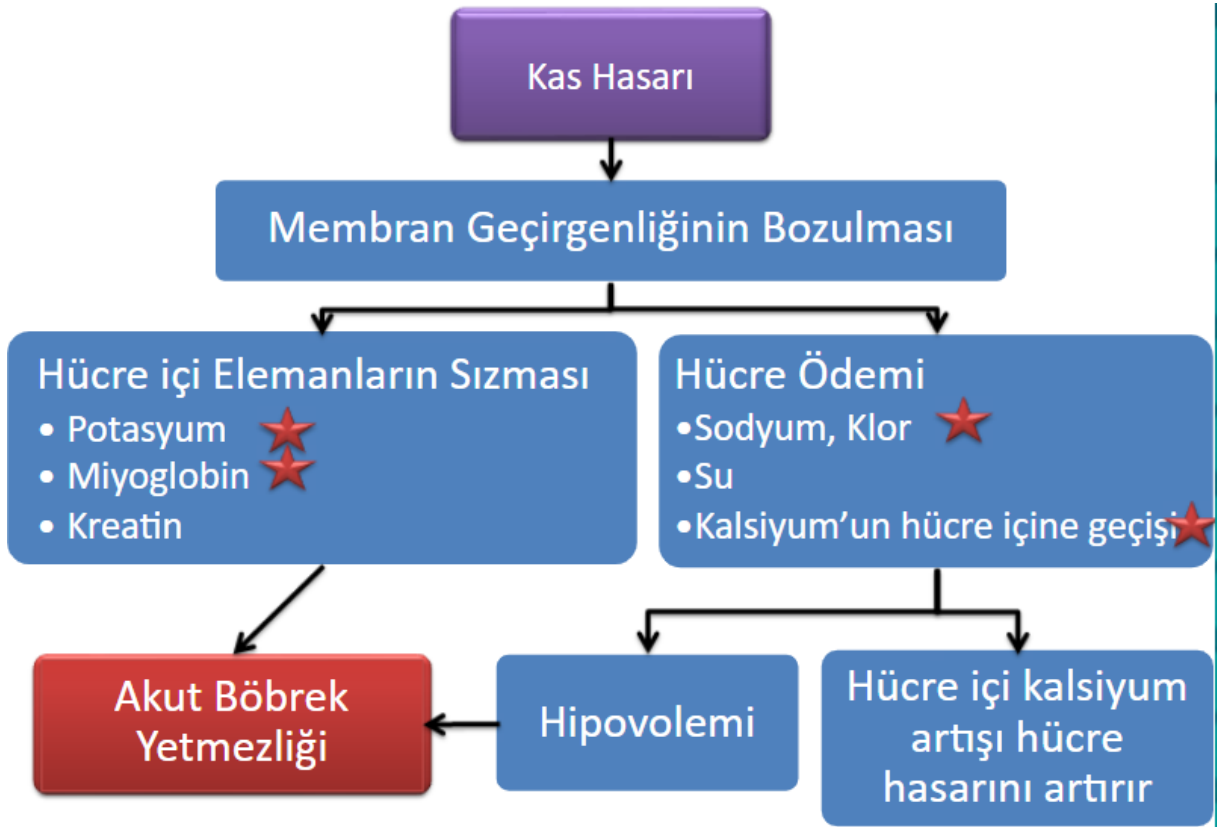 Kas Hasarı
Membran Geçirgenliğinin Bozulması
Hücre içi Elemanların Sızması
• Potasyum
• Miyoglobin
• Kreatin
Hücre Ödemi
•Sodyum, Klor
•Su
•Kalsiyum’un hücre içine geçişi
Akut Böbrek
Yetmezliği
Hipovolemi
Hücre içi kalsiyum
artışı hücre
hasarını artırır